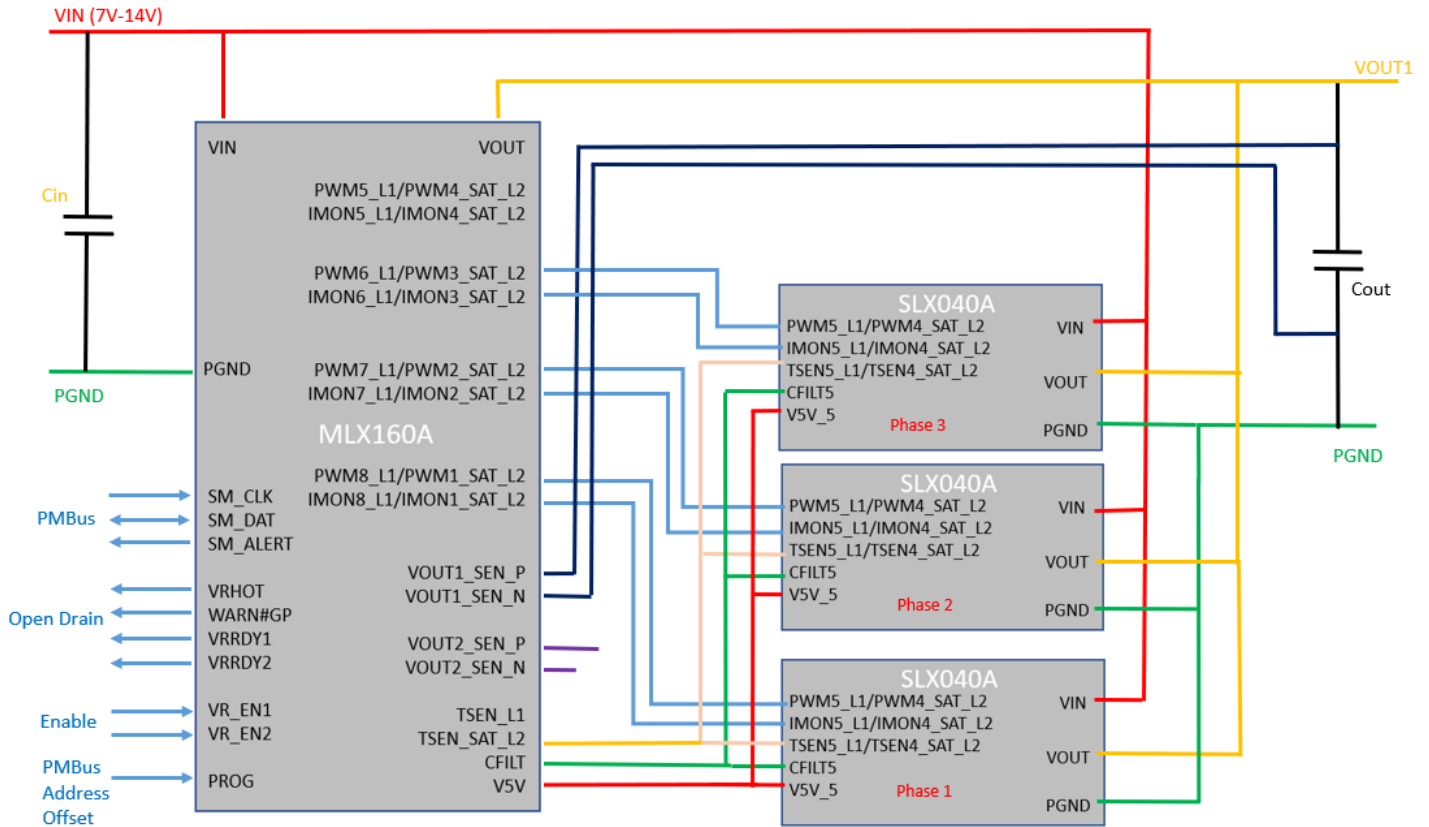 VIN (7V-14V)
VOUT1
VIN
VOUT
PWM5_L1/PWM4_SAT_L2
IMON5_L1/IMON4_SAT_L2
Cin
PWM6_L1/PWM3_SAT_L2
IMON6_L1/IMON3_SAT_L2
PGND
PGND
PWM7_L1/PWM2_SAT_L2
IMON7_L1/IMON2_SAT_L2
MLX160A
PWM8_L1/PWM1_SAT_L2
IMON8_L1/IMON1_SAT_L2
PMBus
SM_CLK
SM_DAT
SM_ALERT
Open Drain
VRHOT
WARN#GP
VRRDY1
VRRDY2
VOUT1_SEN_P
VOUT1_SEN_N
VOUT2_SEN_P
VOUT2_SEN_N
Enable
VR_EN1
VR_EN2
TSEN_L1
TSEN_SAT_L2
CFILT
V5V
PMBus
Address
Offset
PROG
SLX040A
PWM5_L1/PWM4_SAT_L2
IMON5_L1/IMON4_SAT_L2
TSEN5_L1/TSEN4_SAT_L2
CFILT5
V5V_5
Phase 3
VIN
VOUT
PGND
Cout
PGND
SLX040A
PWM5_L1/PWM4_SAT_L2
IMON5_L1/IMON4_SAT_L2
TSEN5_L1/TSEN4_SAT_L2
CFILT5
V5V_5
Phase 2
VIN
VOUT
PGND
SLX040A
PWM5_L1/PWM4_SAT_L2
IMON5_L1/IMON4_SAT_L2
TSEN5_L1/TSEN4_SAT_L2
CFILT5
V5V_5
Phase 1
VIN
VOUT
PGND